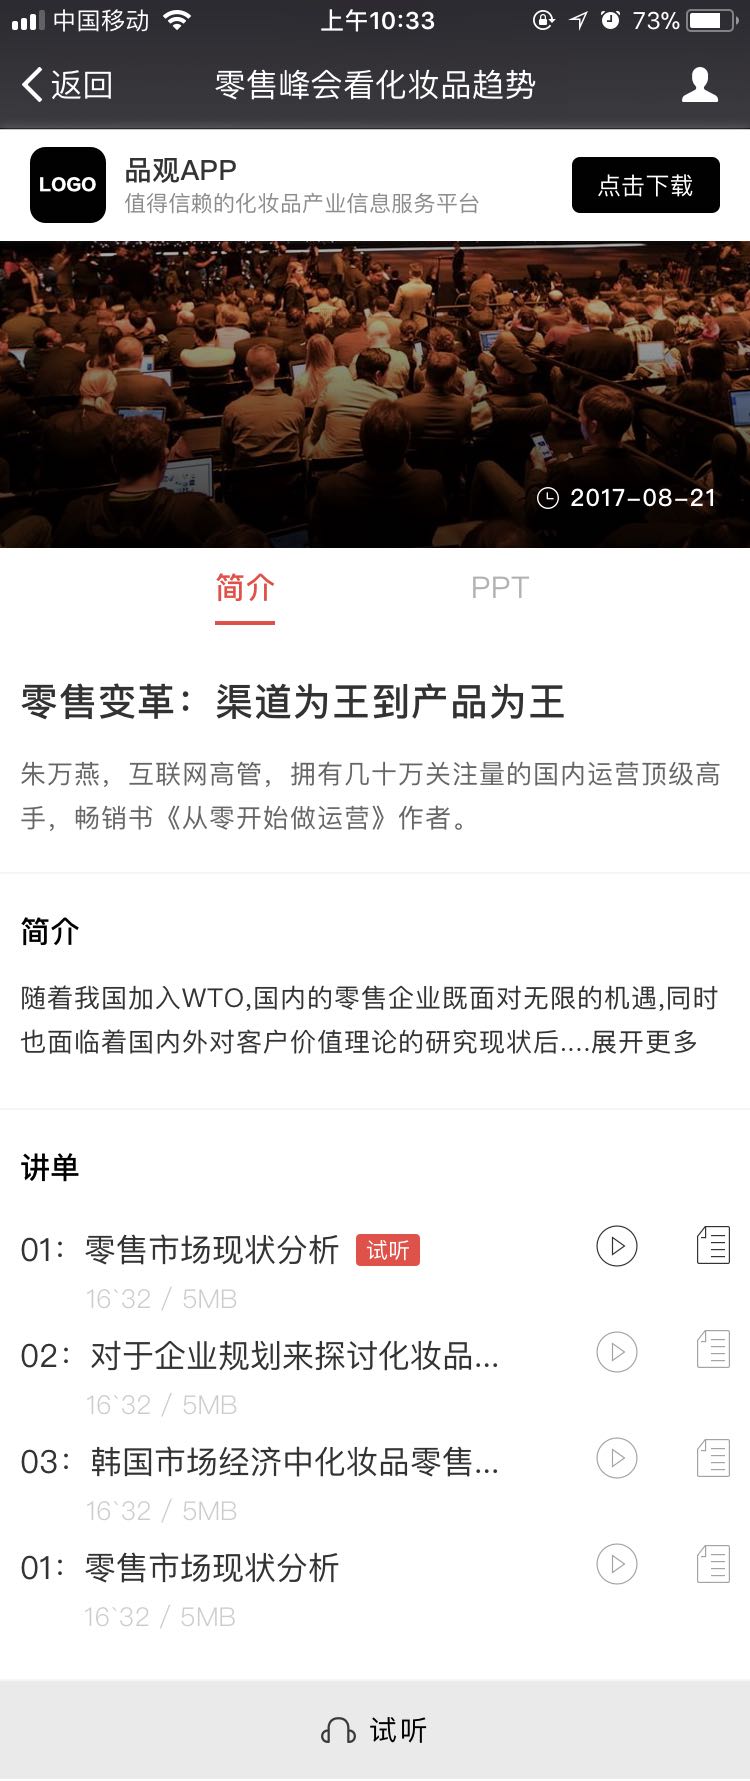 中国移动 上午10:33 73%
返回 零售峰会看化妆品趋势
LOGO 品观APP
值得信赖的化妆品产业信息服务平台
点击下载
2017-08-21
简介 PPT
零售变革：渠道为王到产品为王
朱万燕，互联网高管，拥有几十万关注量的国内运营顶级高
手，畅销书《从零开始做运营》作者。
简介
随着我国加入WTO,国内的零售企业既面对无限的机遇,同时
也面临着国内外对客户价值理论的研究现状后....展开更多
讲单
01：零售市场现状分析 试听
16`32 / 5MB
02：对于企业规划来探讨化妆品...
16`32 / 5MB
03：韩国市场经济中化妆品零售...
16`32 / 5MB
01：零售市场现状分析
16`32 / 5MB
试听